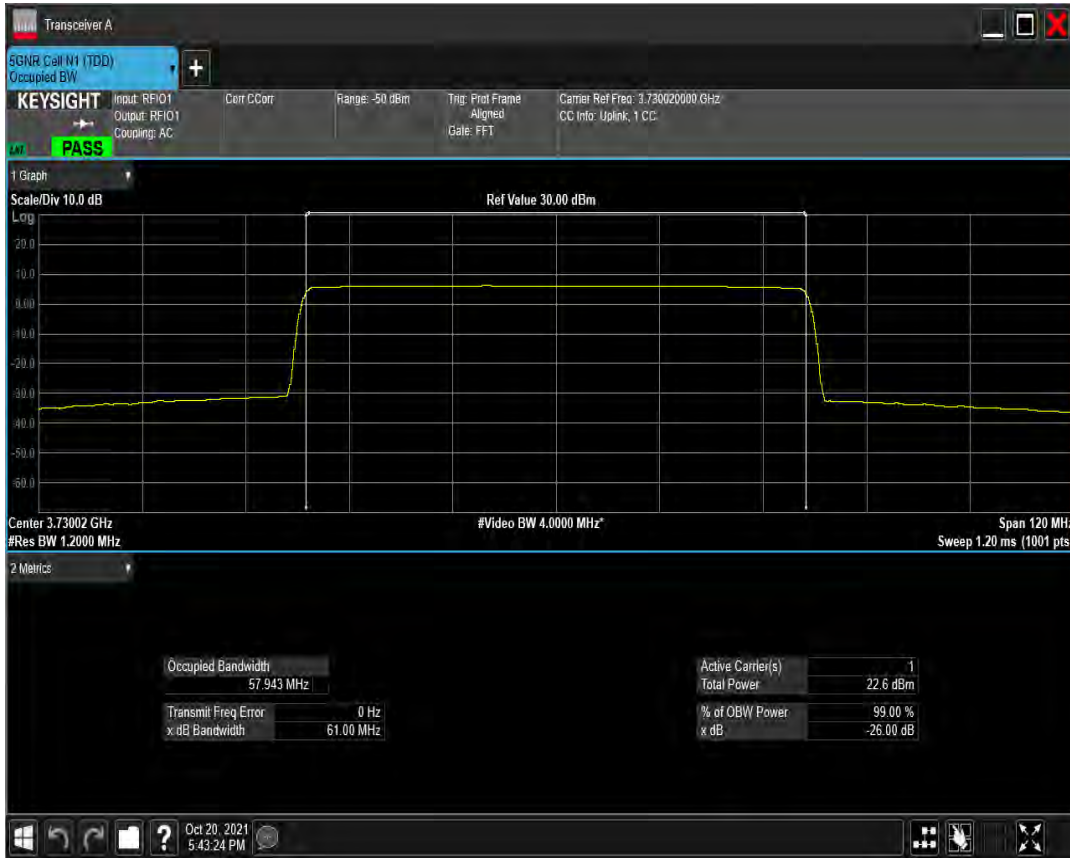 Transceiver A
5GNR Cell N1 (TDD)
Occupied BW
+
KEYSIGHT
Input: RFIO1
Output: RFIO1
Coupling: AC
Corr CCorr
Range: -50 dBm
Trig: Prot Frame
Aligned
Gate: FFT
Carrier Ref Freq: 3.730020000 GHz
CC Info: Uplink, 1 CC
PASS
1 Graph
Scale/Div 10.0 dB
Ref Value 30.00 dBm
Log
20.0
10.0
0.00
-10.0
-20.0
-30.0
-40.0
-50.0
-60.0
Center 3.73002 GHz
#Video BW 4.0000 MHz*
Span 120 MHz
#Res BW 1.2000 MHz
Sweep 1.20 ms (1001 pts
2 Metrics
Occupied Bandwidth
57.943 MHz
Transmit Freq Error 0 Hz
x dB Bandwidth 61.00 MHz
Active Carrier(s) 1
Total Power 22.6 dBm
% of OBW Power 99.00 %
x dB -26.00 dB
?
Oct 20, 2021
5:43:24 PM